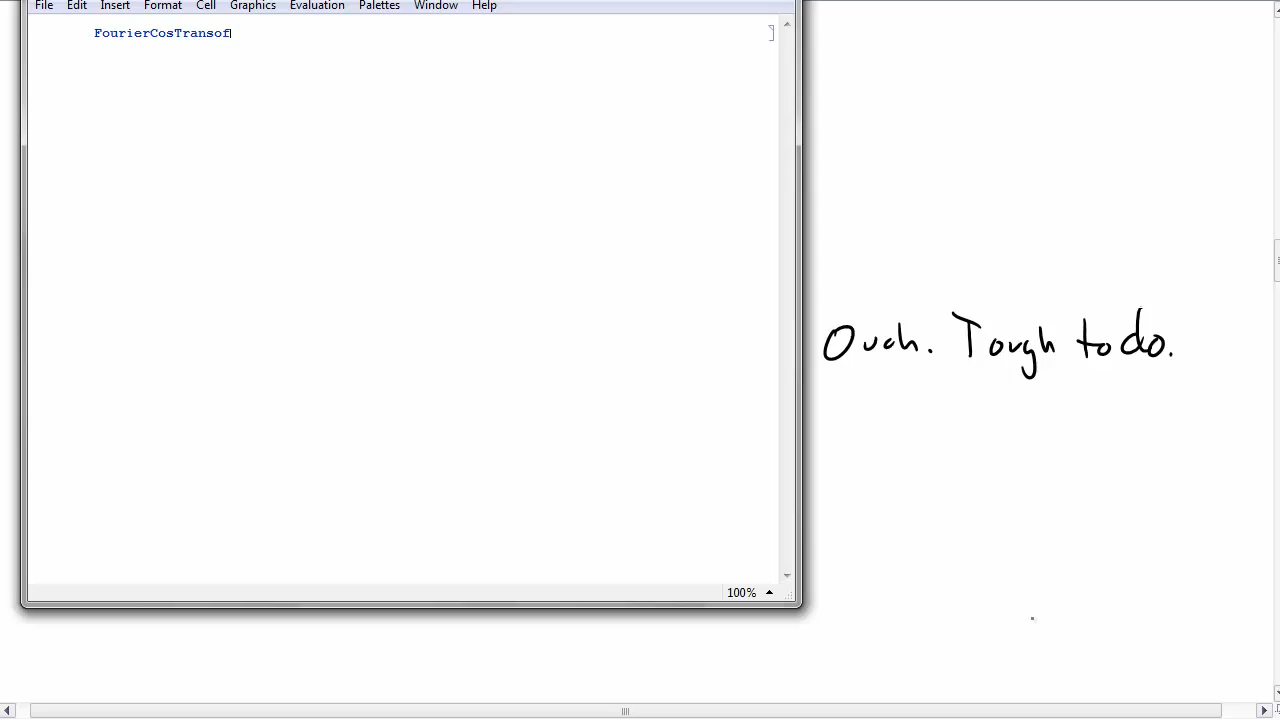 File Edit Insert Format Cell Graphics Evaluation Palettes Window Help
FourierCosTransof
Ouch. Tough to do.
100%